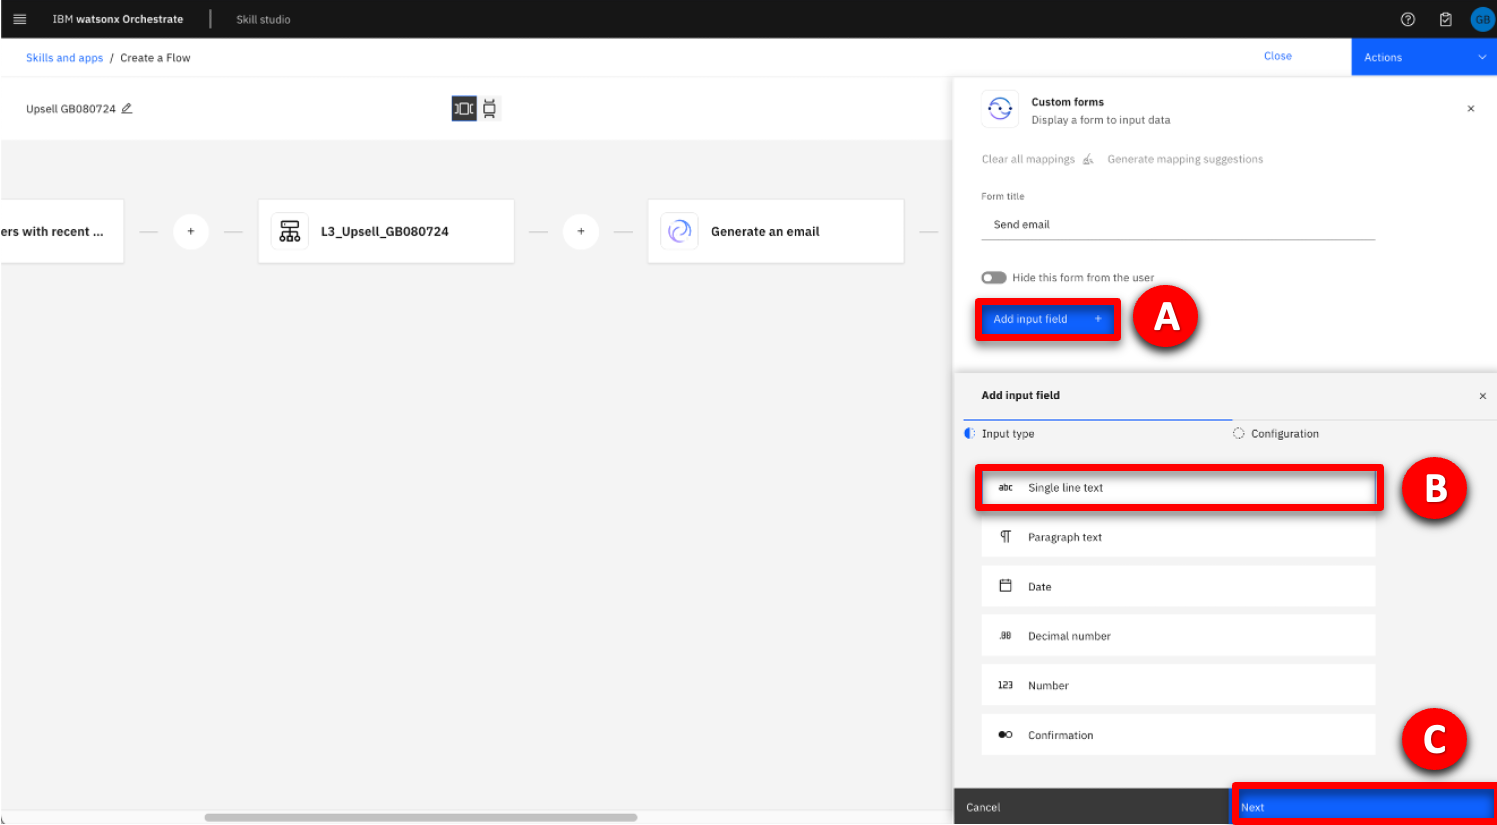 IBM watsonx Orchestrate
Skill studio
GB
Skills and apps / Create a Flow
Close
Actions
Upsell GB080724
Custom forms
Display a form to input data
Clear all mappings
Generate mapping suggestions
Form title
Send email
ers with recent ...
+
L3_Upsell_GB080724
+
Generate an email
Hide this form from the user
Add input field +
A
Add input field
Input type
Configuration
abc Single line text
B
Paragraph text
Date
.00 Decimal number
123 Number
Confirmation
C
Cancel
Next